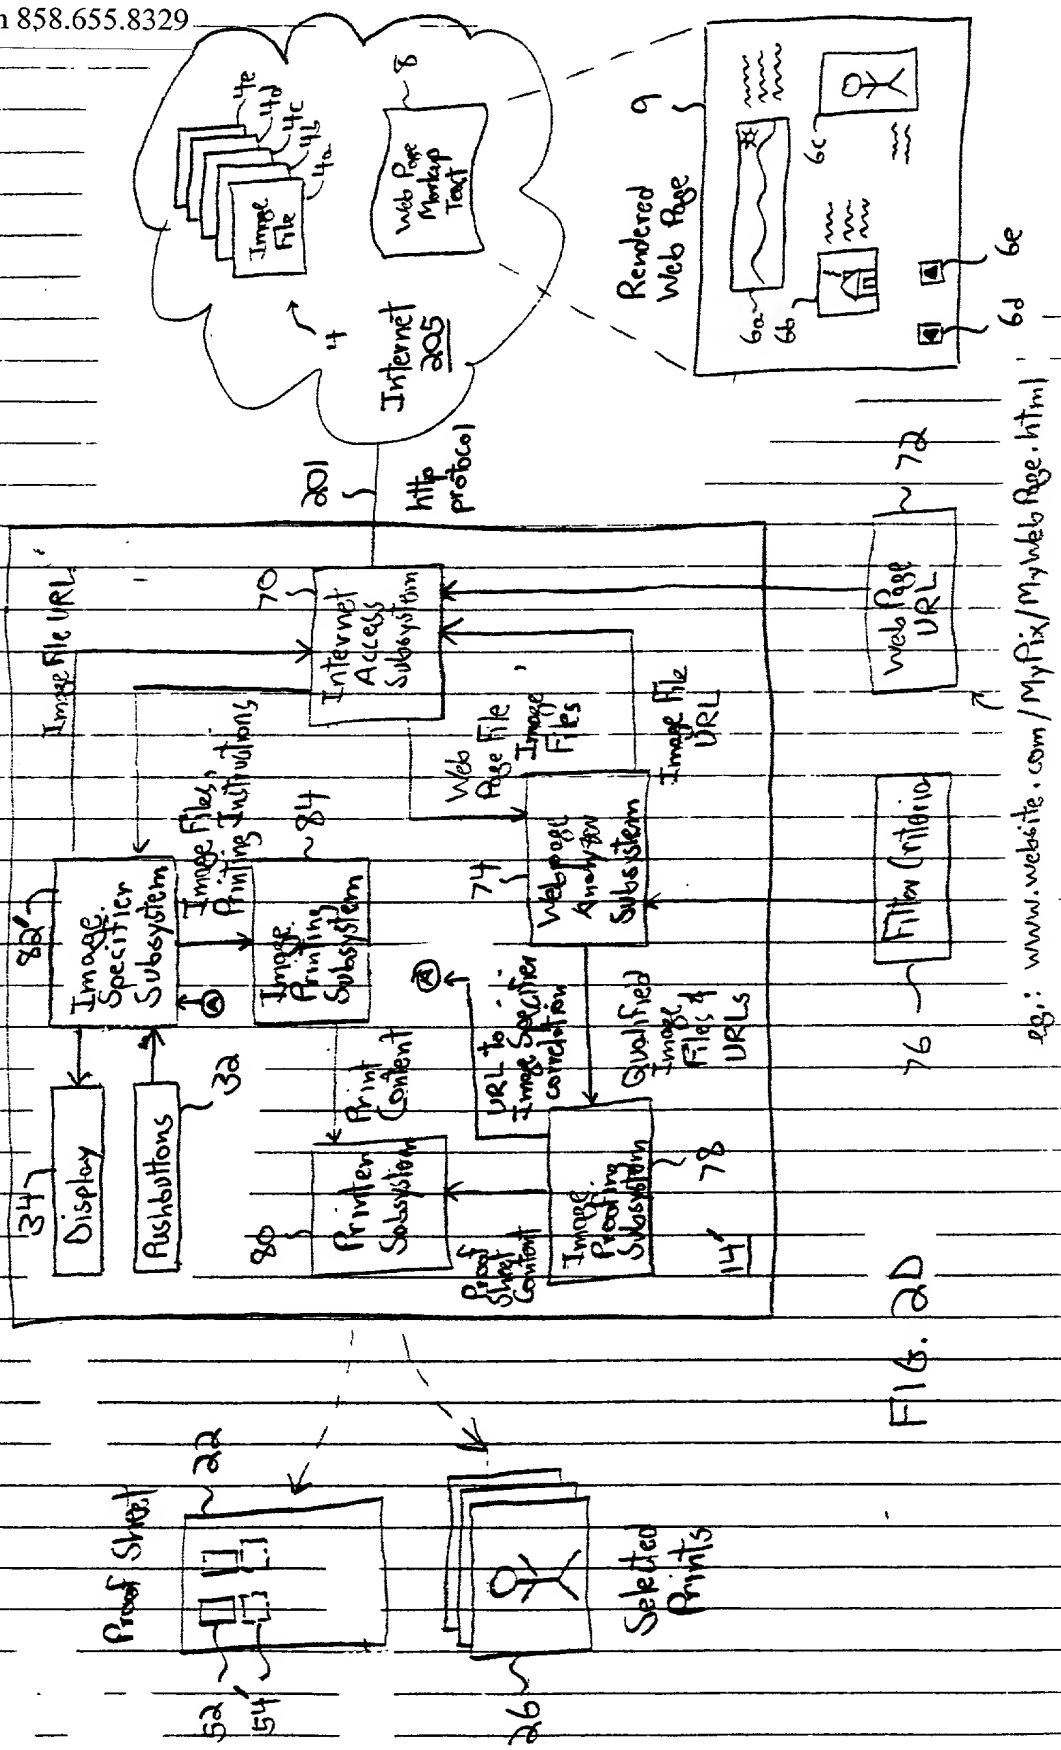 n 858.655.8329
4e
4d
4c
4b
4a
Image
File
4
8
Web Page
Markup
Text
Internet
205
9
Rendered
Web Page
6a
6b
6c
6d
6e
201
http
protocol
Image File URL
70
Internet
Access
Subsystem
82'
Image
Specifier
Subsystem
A
Image Files,
Printing Instructions
84
Image
Printing
Subsystem
Web
Page File
Image
Files
Image File
URL
74
Webpage
Analyzer
Subsystem
72
Web Page
URL
eg.: www.website.com/MyPix/MyWebPage.html
76
Filter Criteria
34
Display
32
Pushbuttons
Print
Content
80
Printer
Subsystem
A
URL to
Image Specifier
correlation
Qualified
Image
Files &
URLs
Proof
Sheet
Content
Image
Proofing
Subsystem
78
14'
Proof Sheet
22
52
54'
26
Selected
Prints
FIG. 2D